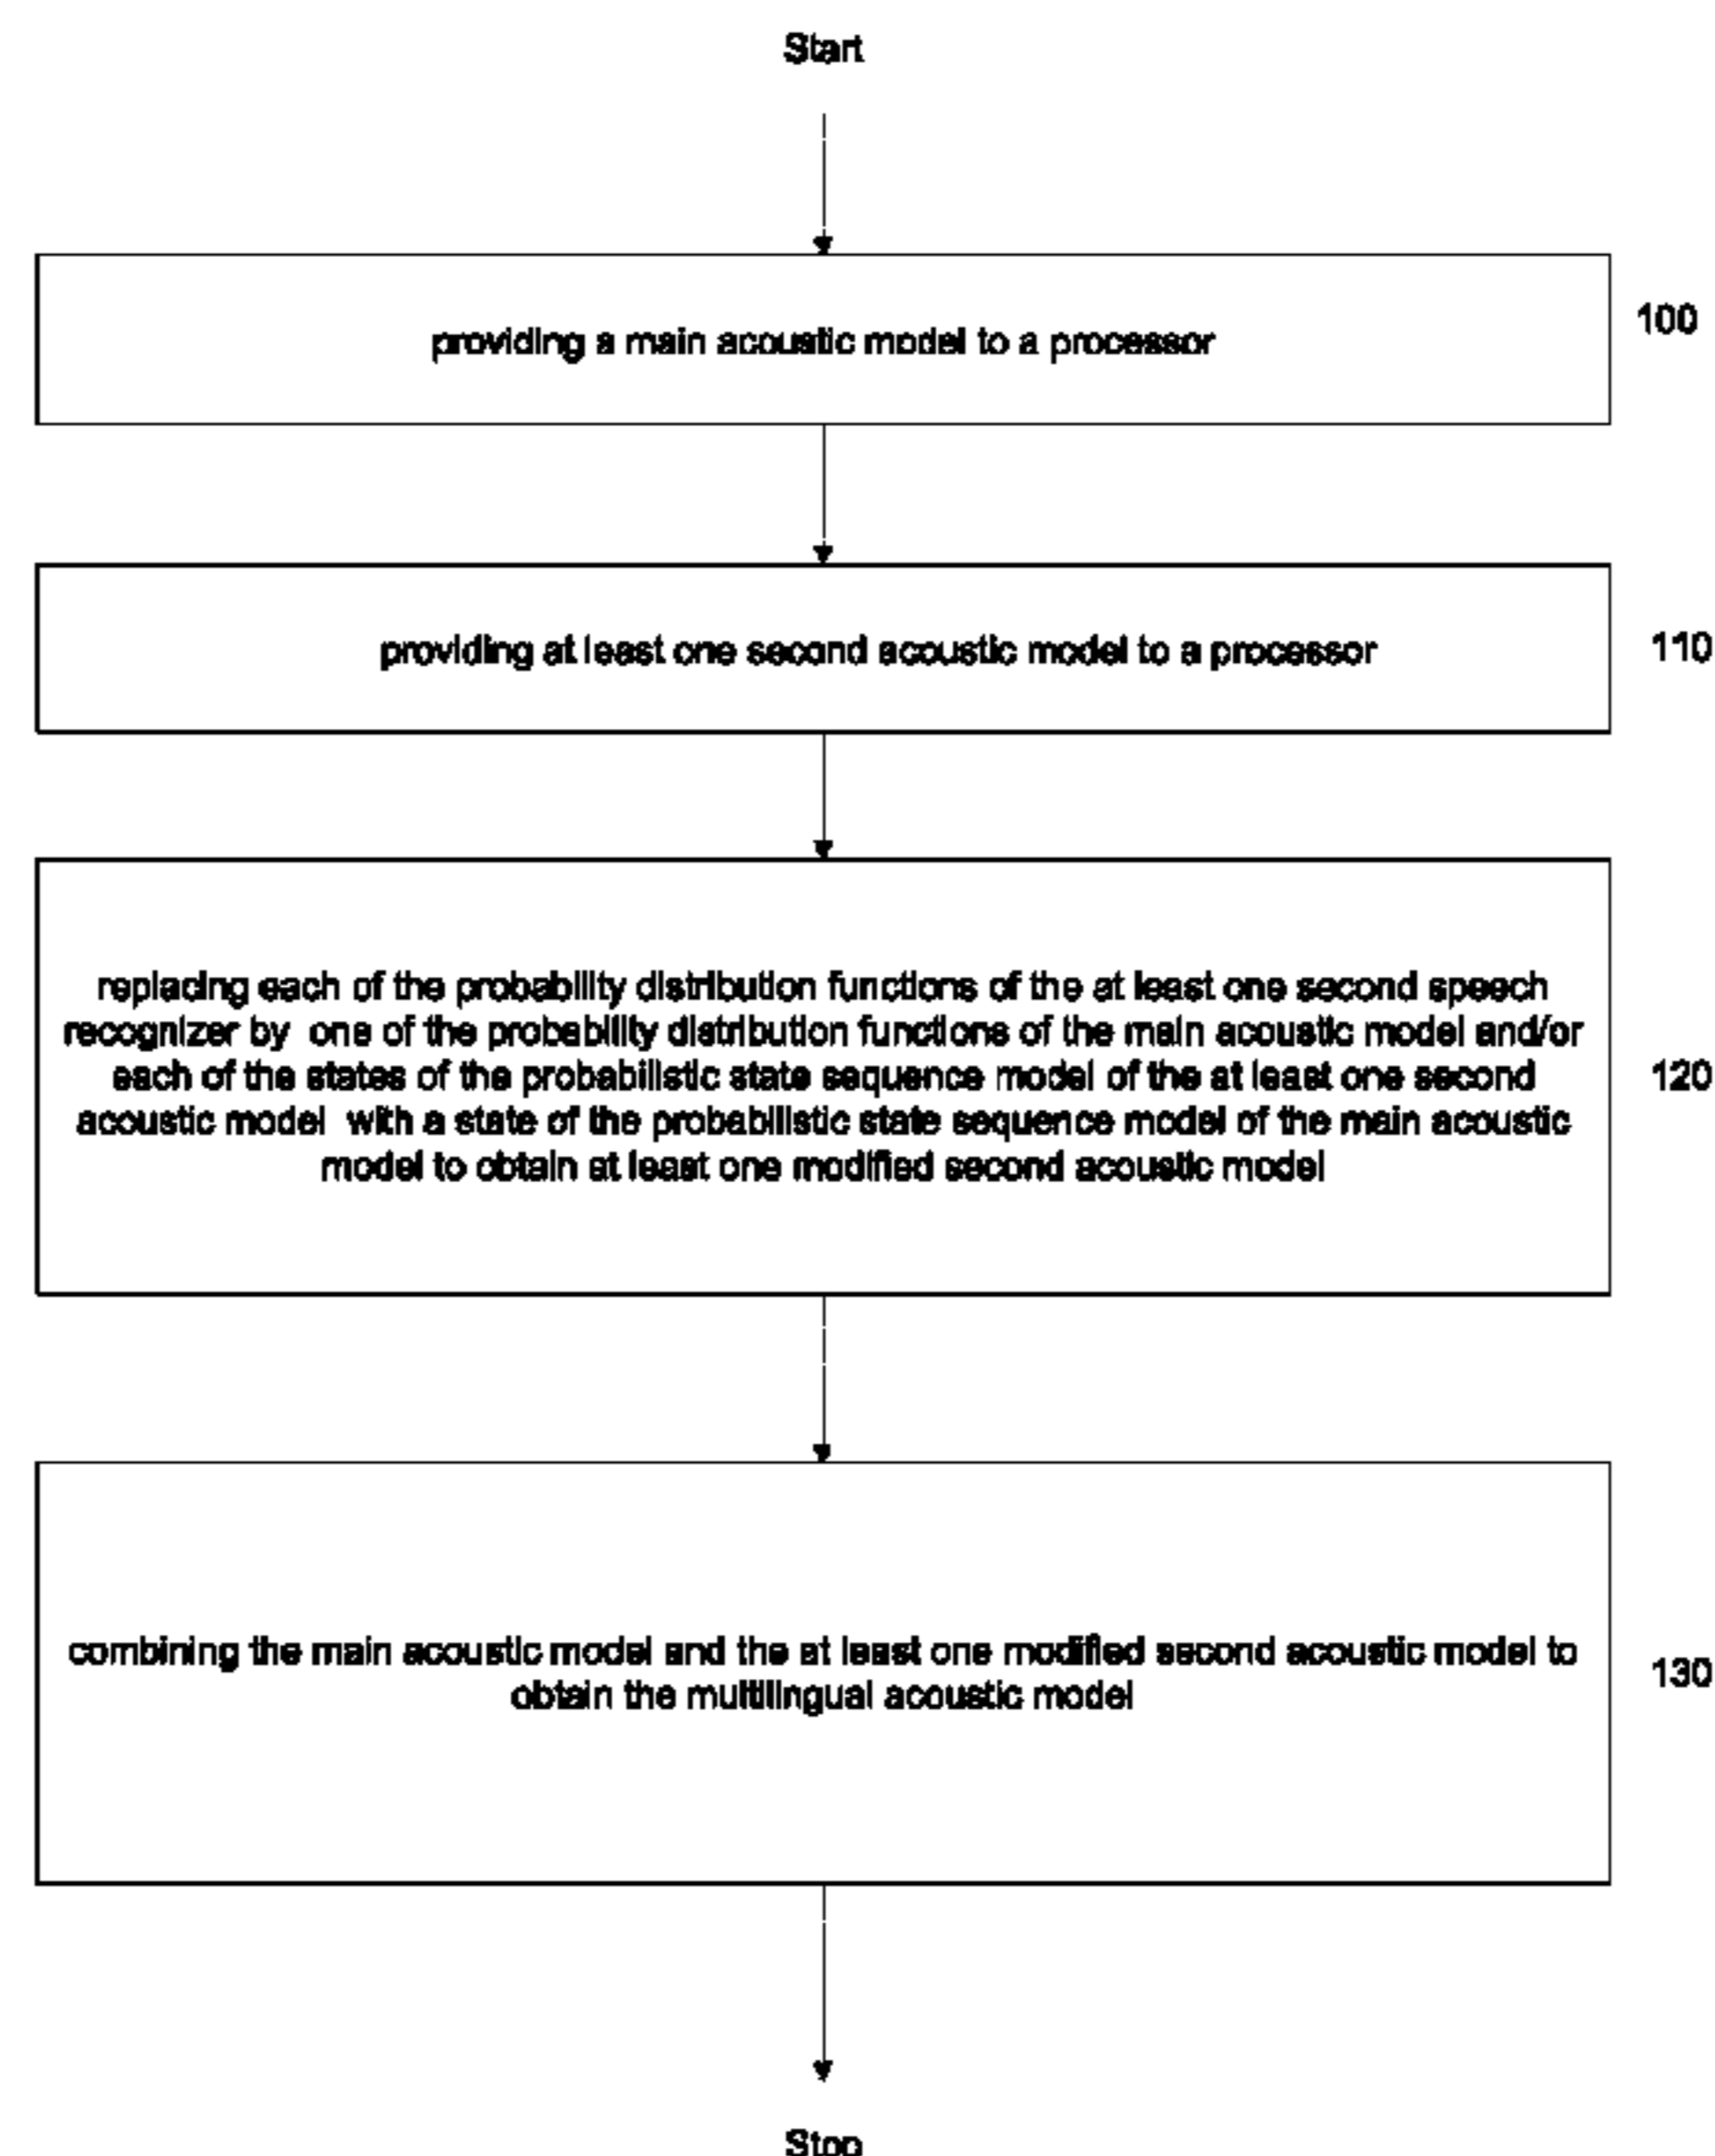 Start
providing a main acoustic model to a processor
100
providing at least one second acoustic model to a processor
110
replacing each of the probability distribution functions of the at least one second speech
recognizer by one of the probability distribution functions of the main acoustic model and/or
each of the states of the probabilistic state sequence model of the at least one second
acoustic model with a state of the probabilistic state sequence model of the main acoustic
model to obtain at least one modified second acoustic model
120
combining the main acoustic model and the at least one modified second acoustic model to
obtain the multilingual acoustic model
130
Stop